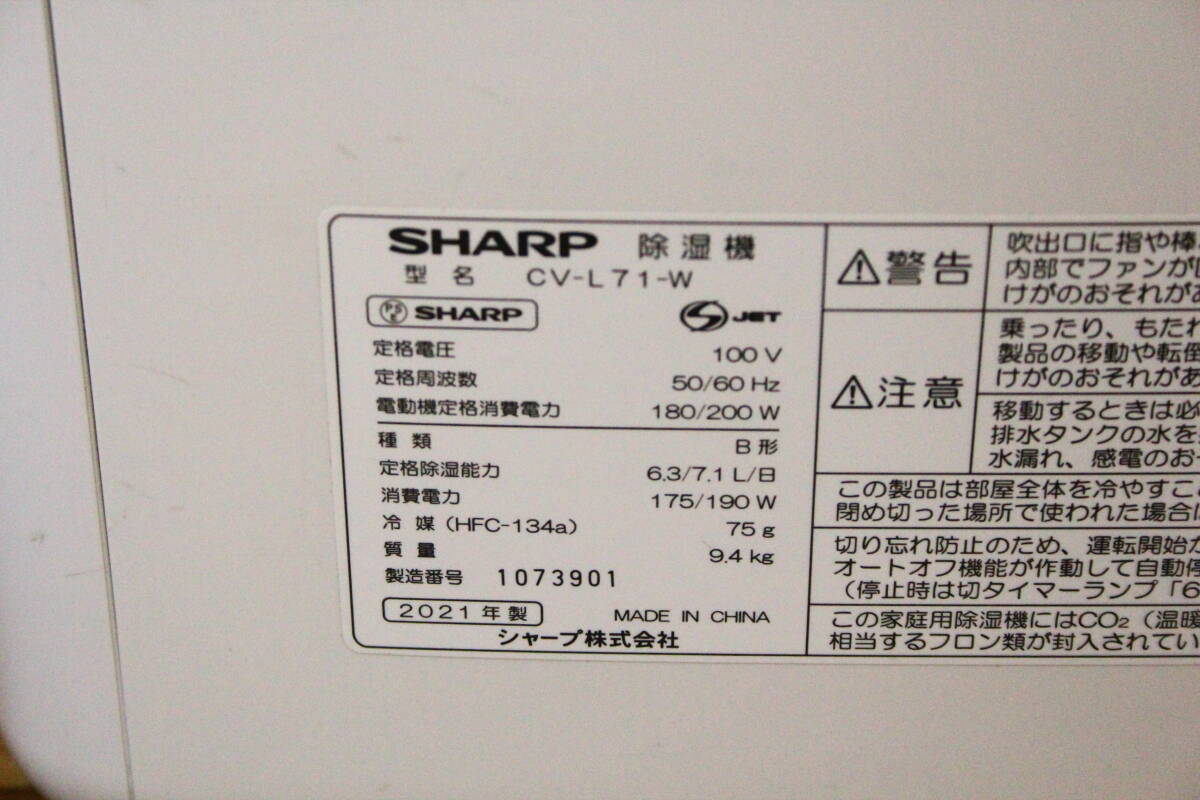 SHARP 除湿機
型名 CV-L71-W
PSE SHARP
JET
定格電圧 100 V
定格周波数 50/60 Hz
電動機定格消費電力 180/200 W
種類 B形
定格除湿能力 6.3/7.1 L/日
消費電力 175/190 W
冷媒(HFC-134a) 75 g
質量 9.4 kg
製造番号 1073901
2021年製 MADE IN CHINA
シャープ株式会社
警告
吹出口に指や棒
内部でファンが
けがのおそれがあ
注意
乗ったり、もたれ
製品の移動や転倒
けがのおそれがあ
移動するときは必
排水タンクの水を
水漏れ、感電のお
この製品は部屋全体を冷やすこ
閉め切った場所で使われた場合
切り忘れ防止のため、運転開始か
オートオフ機能が作動して自動停
(停止時は切タイマーランプ「6
この家庭用除湿機にはCO₂(温暖
相当するフロン類が封入されてい